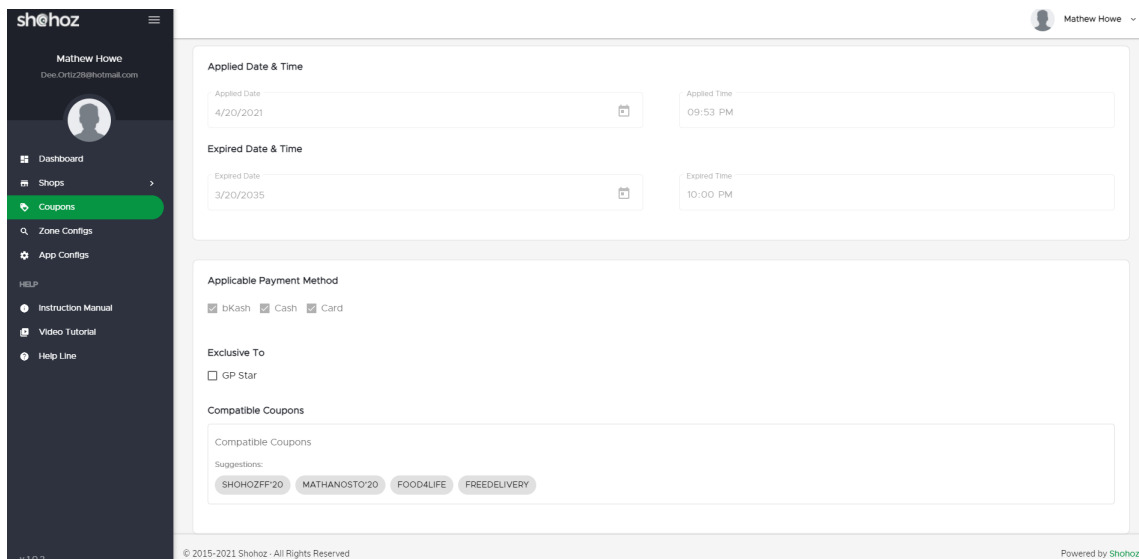 shohoz
Mathew Howe
Mathew Howe
Dee.Ortiz28@hotmail.com
Dashboard
Shops
Coupons
Zone Configs
App Configs
HELP
Instruction Manual
Video Tutorial
Help Line
Applied Date & Time
Applied Date
4/20/2021
Applied Time
09:53 PM
Expired Date & Time
Expired Date
3/20/2035
Expired Time
10:00 PM
Applicable Payment Method
bKash Cash Card
Exclusive To
GP Star
Compatible Coupons
Compatible Coupons
Suggestions:
SHOHOZFF'20 MATHANOSTO'20 FOOD4LIFE FREEDELIVERY
© 2015-2021 Shohoz - All Rights Reserved
Powered by Shohoz